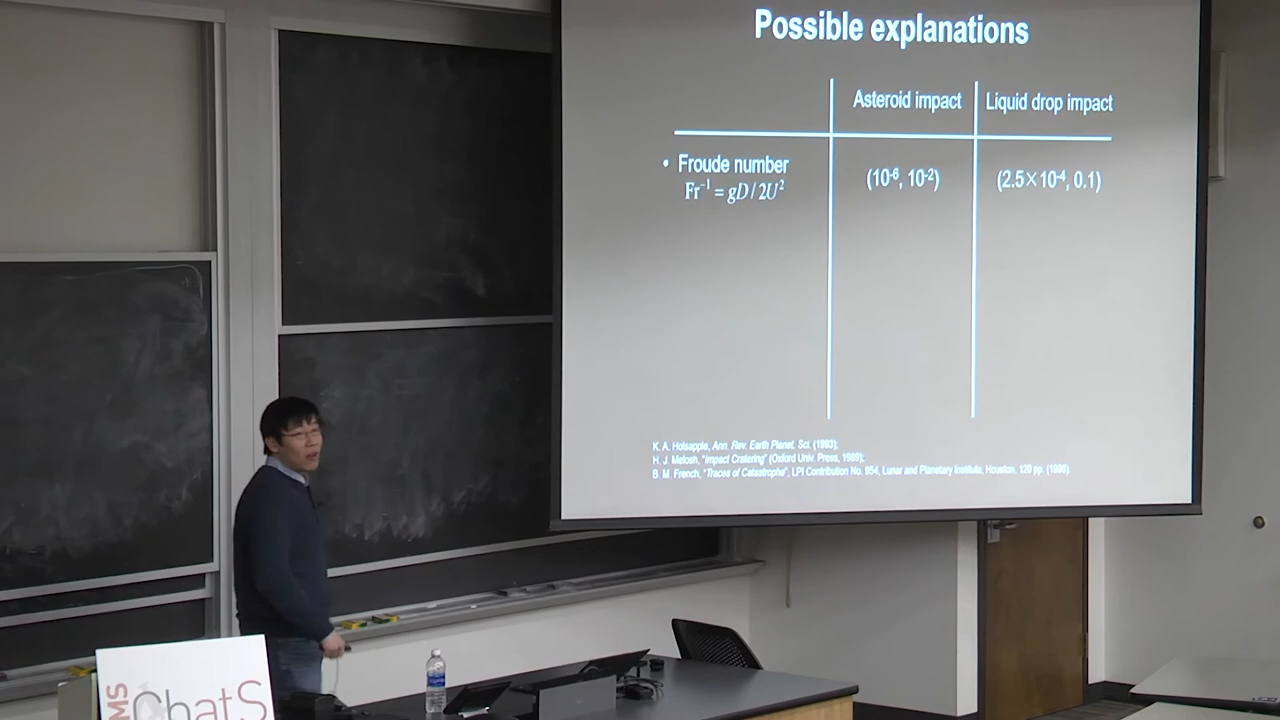 Possible explanations
Asteroid impact
Liquid drop impact
• Froude number
Fr⁻¹ = gD / 2U²
(10⁻⁶, 10⁻²)
(2.5×10⁻⁴, 0.1)
K. A. Holsapple, Ann. Rev. Earth Planet. Sci. (1993);
H. J. Melosh, "Impact Cratering" (Oxford Univ. Press, 1989);
B. M. French, "Traces of Catastrophe", LPI Contribution No. 954, Lunar and Planetary Institute, Houston. 120 pp. (1998).
MS
ChatS